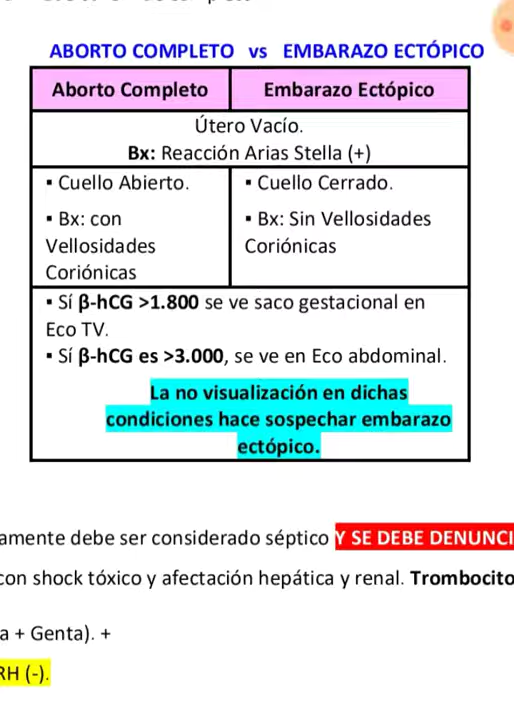 ABORTO COMPLETO vs EMBARAZO ECTÓPICO
Aborto Completo
Embarazo Ectópico
Útero Vacío.
Bx: Reacción Arias Stella (+)
▪ Cuello Abierto.
▪ Bx: con
Vellosidades
Coriónicas
▪ Cuello Cerrado.
▪ Bx: Sin Vellosidades
Coriónicas
▪ Sí β-hCG >1.800 se ve saco gestacional en
Eco TV.
▪ Sí β-hCG es >3.000, se ve en Eco abdominal.
La no visualización en dichas
condiciones hace sospechar embarazo
ectópico.
amente debe ser considerado séptico Y SE DEBE DENUNCI
con shock tóxico y afectación hepática y renal. Trombocito
a + Genta). +
RH (-).